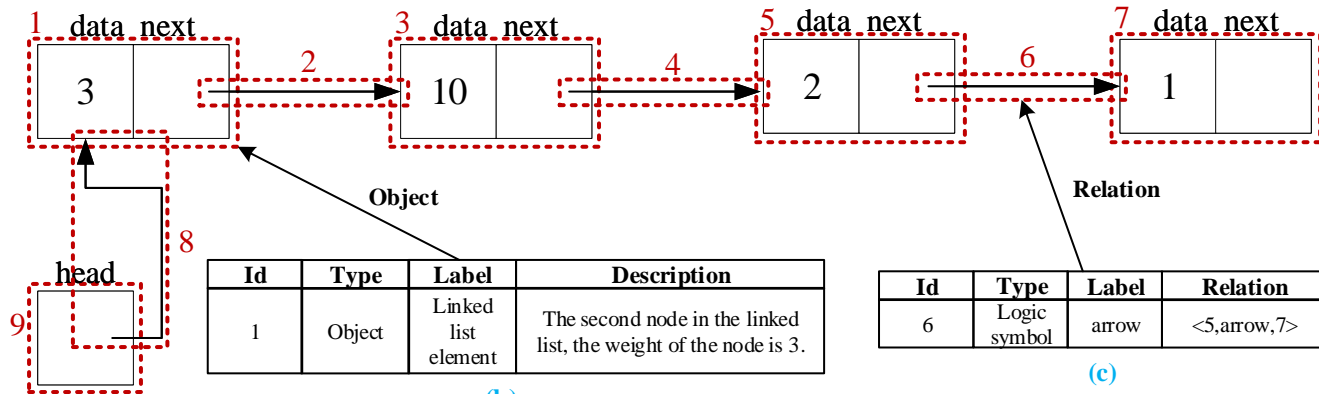 1 data next 3 data next 5 data next 7 data next
3 2 10 4 2 6 1
8
head
9
Object
Relation
Id Type Label Description
1 Object Linked list element The second node in the linked list, the weight of the node is 3.
Id Type Label Relation
6 Logic symbol arrow <5,arrow,7>
(c)